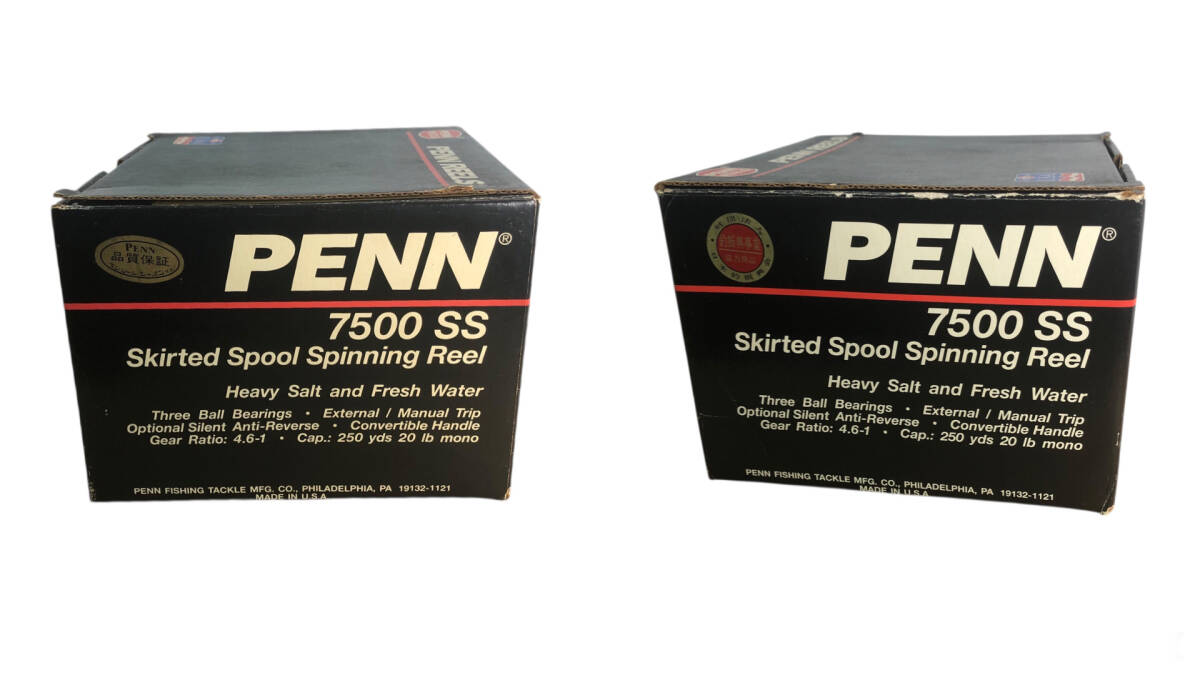 PENN REELS
PENN
品質保証
PENN®
7500 SS
Skirted Spool Spinning Reel
Heavy Salt and Fresh Water
Three Ball Bearings • External / Manual Trip
Optional Silent Anti-Reverse • Convertible Handle
Gear Ratio: 4.6-1 • Cap.: 250 yds 20 lb mono
PENN FISHING TACKLE MFG. CO., PHILADELPHIA, PA 19132-1121
MADE IN U.S.A.
PENN REELS
PENN®
7500 SS
Skirted Spool Spinning Reel
Heavy Salt and Fresh Water
Three Ball Bearings • External / Manual Trip
Optional Silent Anti-Reverse • Convertible Handle
Gear Ratio: 4.6-1 • Cap.: 250 yds 20 lb mono
PENN FISHING TACKLE MFG. CO., PHILADELPHIA, PA 19132-1121
MADE IN U.S.A.